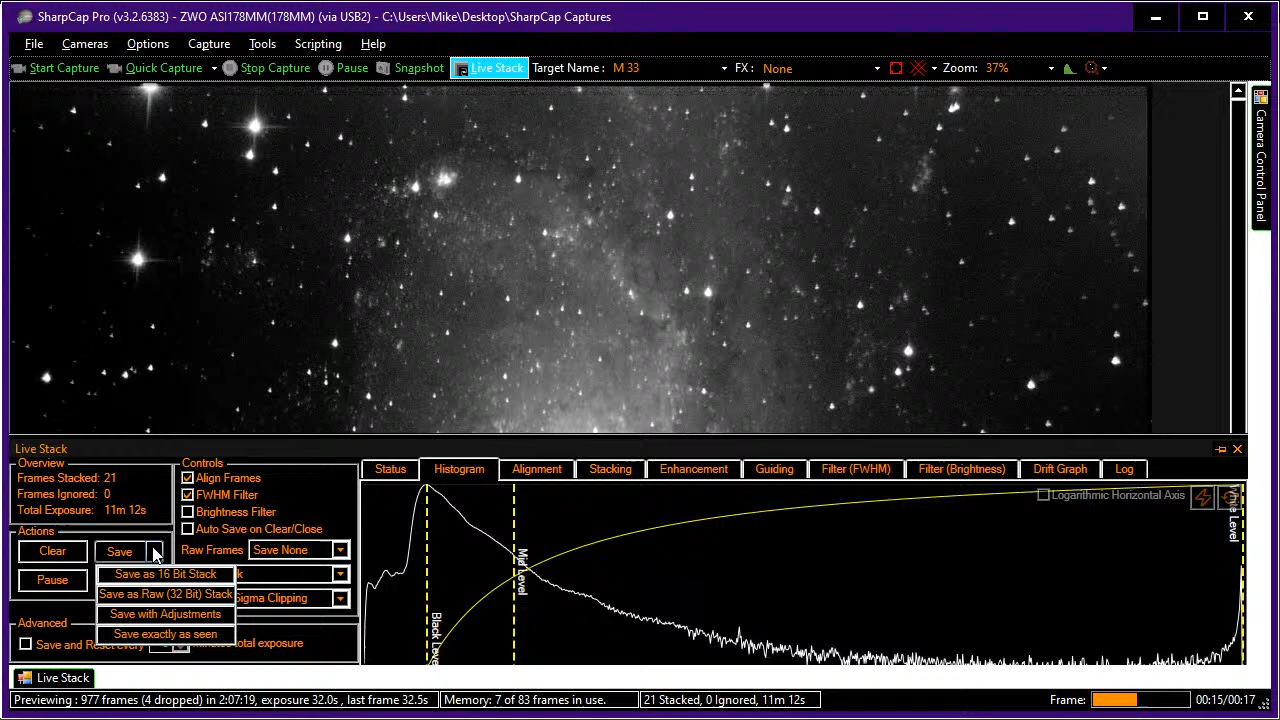 SharpCap Pro (v3.2.6383) - ZWO ASI178MM(178MM) (via USB2) - C:\Users\Mike\Desktop\SharpCap Captures
File Cameras Options Capture Tools Scripting Help
Start Capture Quick Capture Stop Capture Pause Snapshot Live Stack Target Name : M 33 FX: None Zoom: 37%
Camera Control Panel
Live Stack
Overview
Frames Stacked: 21
Frames Ignored: 0
Total Exposure: 11m 12s
Actions
Clear Save
Pause
Save as 16 Bit Stack
Save as Raw (32 Bit) Stack
Save with Adjustments
Save exactly as seen
Controls
Align Frames
FWHM Filter
Brightness Filter
Auto Save on Clear/Close
Raw Frames Save None
k
Sigma Clipping
Advanced
Save and Reset every minutes total exposure
Status Histogram Alignment Stacking Enhancement Guiding Filter (FWHM) Filter (Brightness) Drift Graph Log
Logarithmic Horizontal Axis
Black Leve
Mid Level
White Level
Live Stack
Previewing : 977 frames (4 dropped) in 2:07:19, exposure 32.0s , last frame 32.5s Memory: 7 of 83 frames in use. 21 Stacked, 0 Ignored, 11m 12s Frame: 00:15/00:17